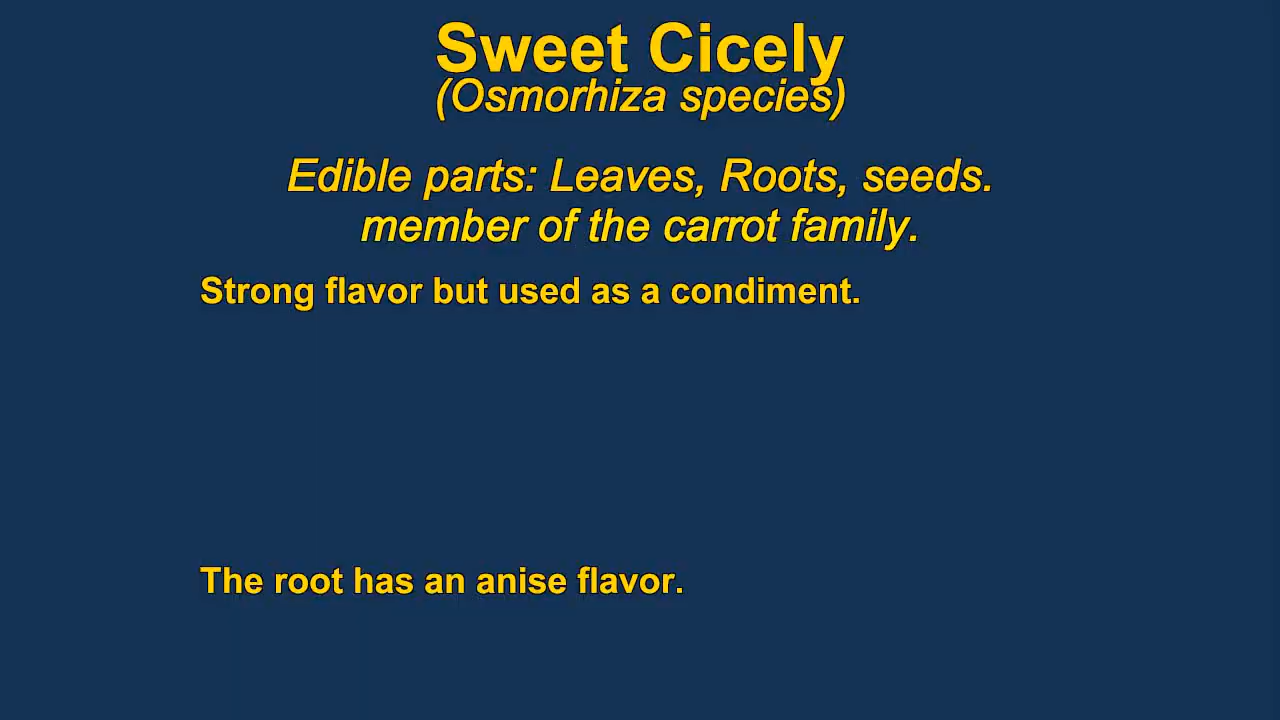 Sweet Cicely
(Osmorhiza species)
Edible parts: Leaves, Roots, seeds.
member of the carrot family.
Strong flavor but used as a condiment.
The root has an anise flavor.